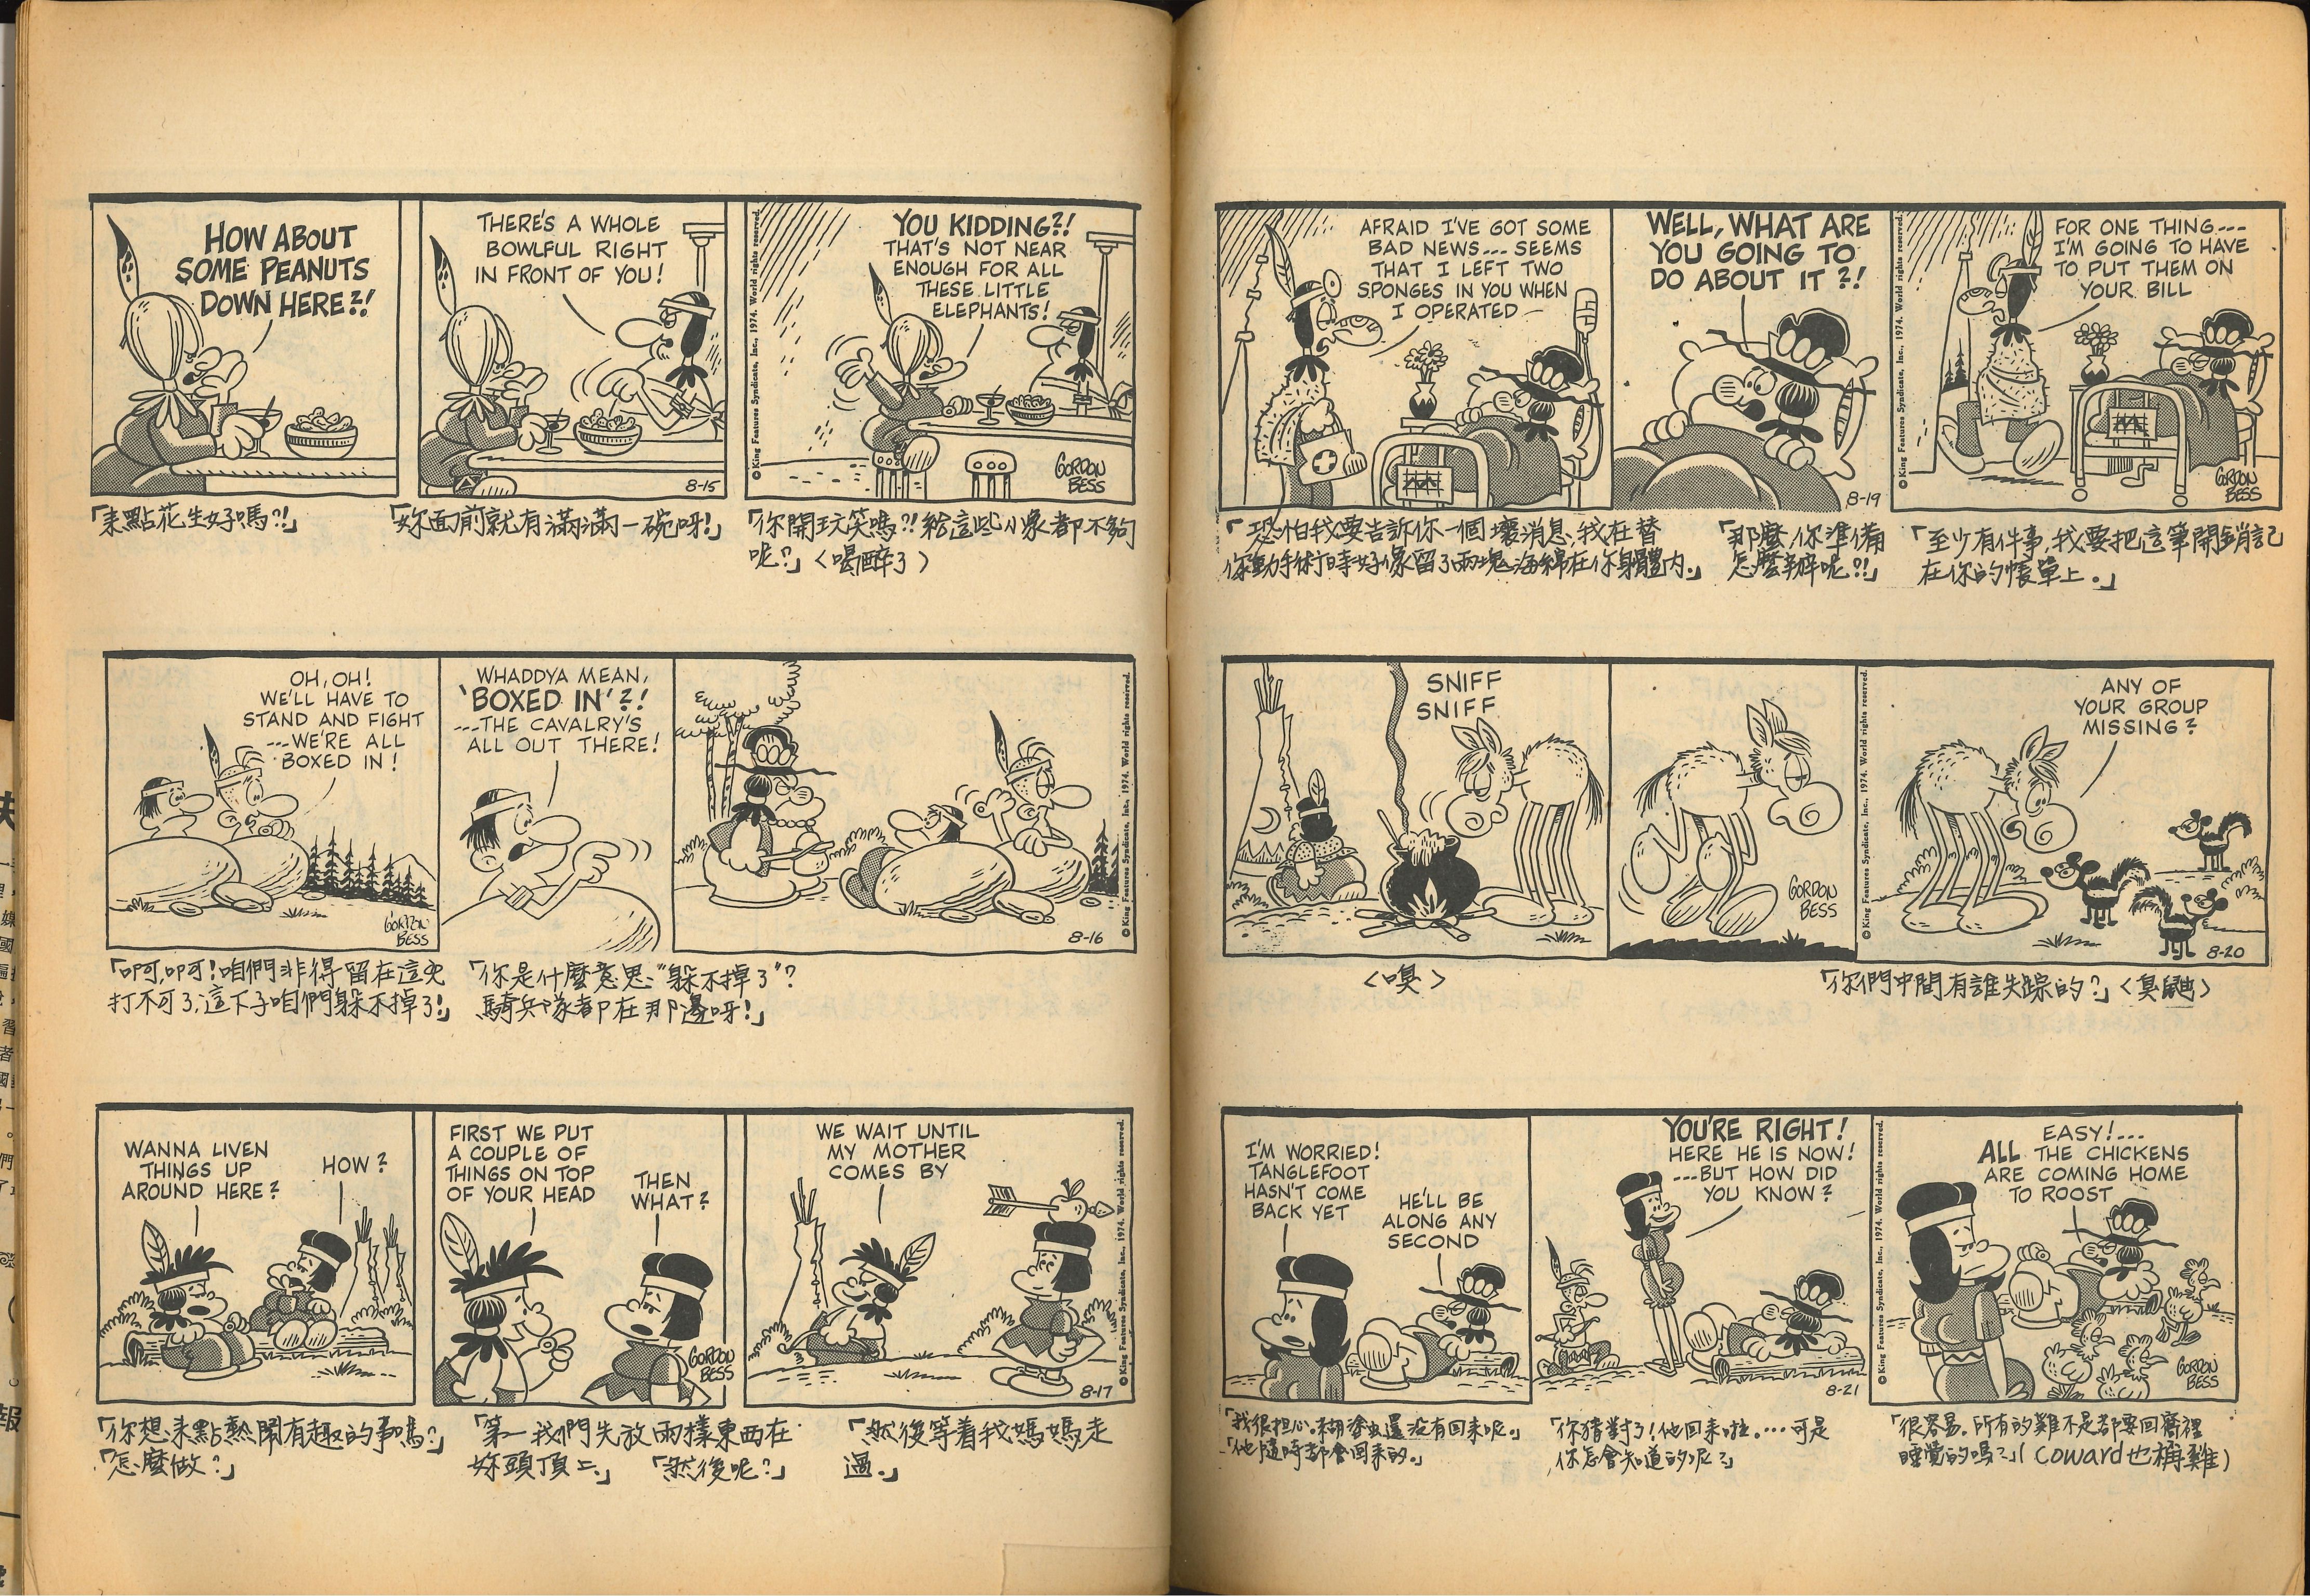 HOW ABOUT
SOME PEANUTS
DOWN HERE?!
THERE'S A WHOLE
BOWLFUL RIGHT
IN FRONT OF YOU!
8-15
© King Features Syndicate, Inc., 1974. World rights reserved.
YOU KIDDING?!
THAT'S NOT NEAR
ENOUGH FOR ALL
THESE LITTLE
ELEPHANTS!
GORDON
BESS
「來點花生好嗎?!」
「妳面前就有滿滿一碗呀!」
「你開玩笑嗎?!給這些小象都不夠
呢?」〈喝醉了〉
OH, OH!
WE'LL HAVE TO
STAND AND FIGHT
---WE'RE ALL
BOXED IN!
GORDON
BESS
WHADDYA MEAN,
'BOXED IN'?!
---THE CAVALRY'S
ALL OUT THERE!
8-16
© King Features Syndicate, Inc., 1974. World rights reserved.
「啊,啊!咱們非得留在這兒
打不可了,這下子咱們躲不掉了!」
「你是什麼意思"躲不掉了"?
騎兵隊都在那邊呀!」
WANNA LIVEN
THINGS UP
AROUND HERE?
HOW?
FIRST WE PUT
A COUPLE OF
THINGS ON TOP
OF YOUR HEAD
THEN
WHAT?
GORDON
BESS
WE WAIT UNTIL
MY MOTHER
COMES BY
8-17
© King Features Syndicate, Inc., 1974. World rights reserved.
「你想來點熱鬧有趣的事嗎?」
「怎麼做?」
「第一我們先放兩樣東西在
妳頭頂上.」「然後呢?」
「然後等着我媽媽走
過。」
AFRAID I'VE GOT SOME
BAD NEWS--- SEEMS
THAT I LEFT TWO
SPONGES IN YOU WHEN
I OPERATED—
WELL, WHAT ARE
YOU GOING TO
DO ABOUT IT?!
8-19
© King Features Syndicate, Inc., 1974. World rights reserved.
FOR ONE THING---
I'M GOING TO HAVE
TO PUT THEM ON
YOUR BILL
GORDON
BESS
「恐怕我要告訴你一個壞消息,我在替
你動手術時好像留了兩塊海綿在你身體內.」
「那麼,你準備
怎麼辦呢?!」
「至少有件事,我要把這筆開銷記
在你的帳單上。」
SNIFF
SNIFF
GORDON
BESS
© King Features Syndicate, Inc., 1974. World rights reserved.
ANY OF
YOUR GROUP
MISSING?
8-20
〈嗅〉
「你們中間有誰失踪的?」〈臭鼬〉
I'M WORRIED!
TANGLEFOOT
HASN'T COME
BACK YET
HE'LL BE
ALONG ANY
SECOND
YOU'RE RIGHT!
HERE HE IS NOW!
---BUT HOW DID
YOU KNOW?
8-21
© King Features Syndicate, Inc., 1974. World rights reserved.
EASY!---
ALL THE CHICKENS
ARE COMING HOME
TO ROOST
GORDON
BESS
「我很担心.糊塗虫還没有回來呢。」
「他隨時都會回來的。」
「你猜對了!他回來啦。…可是
你怎會知道的呢?」
「很容易。所有的雞不是都要回窩裡
睡覺的嗎?」(Coward也稱雞)